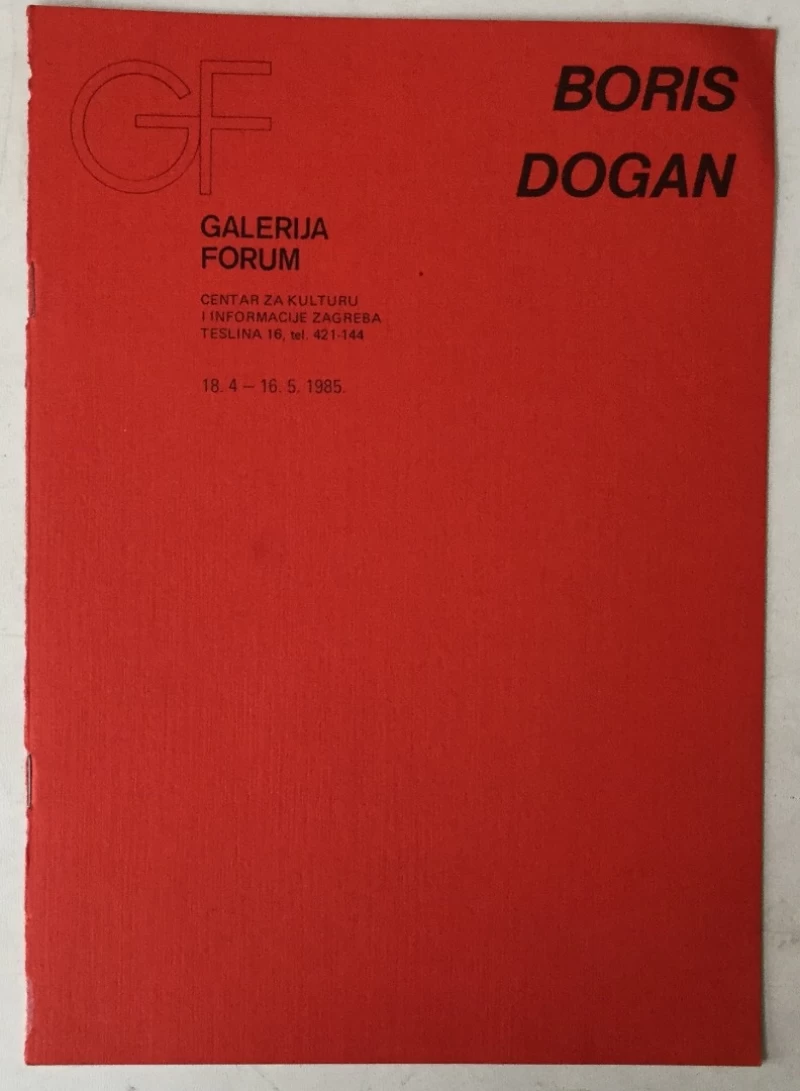 GF
BORIS
DOGAN
GALERIJA
FORUM
CENTAR ZA KULTURU
I INFORMACIJE ZAGREBA
TESLINA 16, tel. 421-144
18. 4 – 16. 5. 1985.